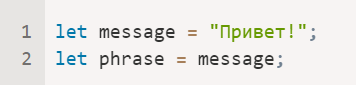 1 let message = "Привет!";
2 let phrase = message;